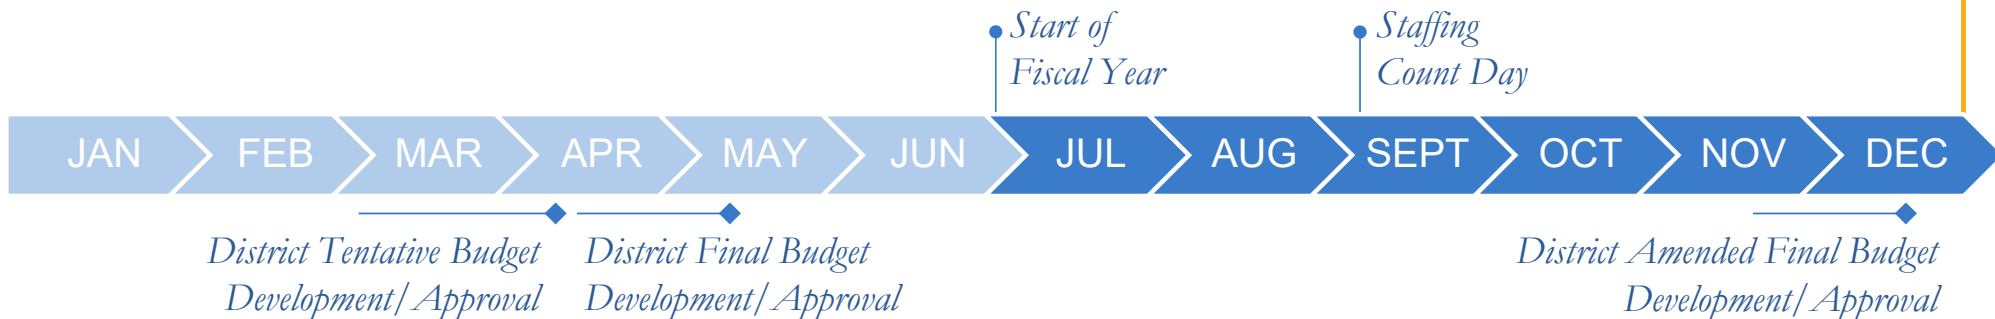 Start of
Fiscal Year
Staffing
Count Day
JAN FEB MAR APR MAY JUN JUL AUG SEPT OCT NOV DEC
District Tentative Budget
Development/Approval
District Final Budget
Development/Approval
District Amended Final Budget
Development/Approval